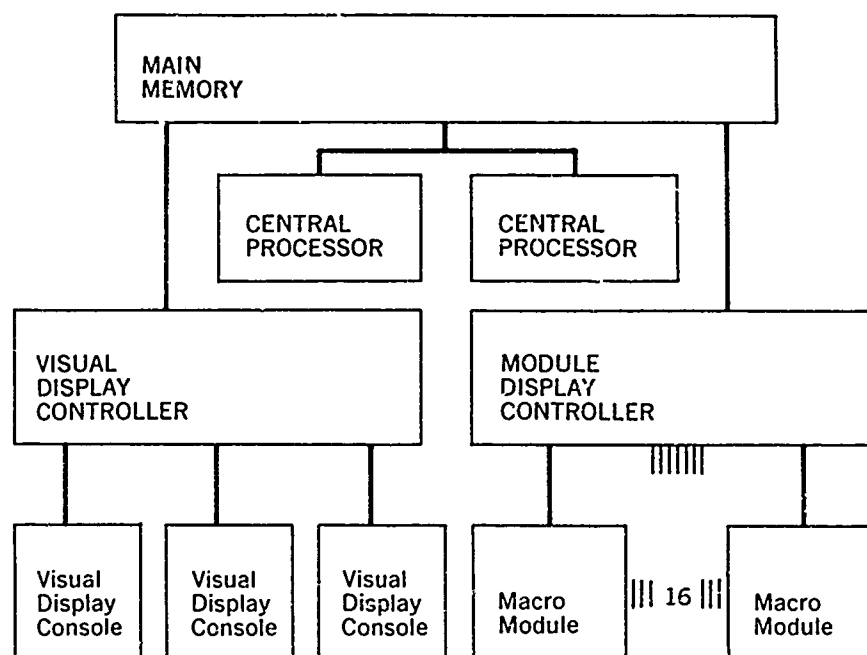 MAIN
MEMORY
CENTRAL
PROCESSOR
CENTRAL
PROCESSOR
VISUAL
DISPLAY
CONTROLLER
MODULE
DISPLAY
CONTROLLER
Visual
Display
Console
Visual
Display
Console
Visual
Display
Console
Macro
Module
16
Macro
Module